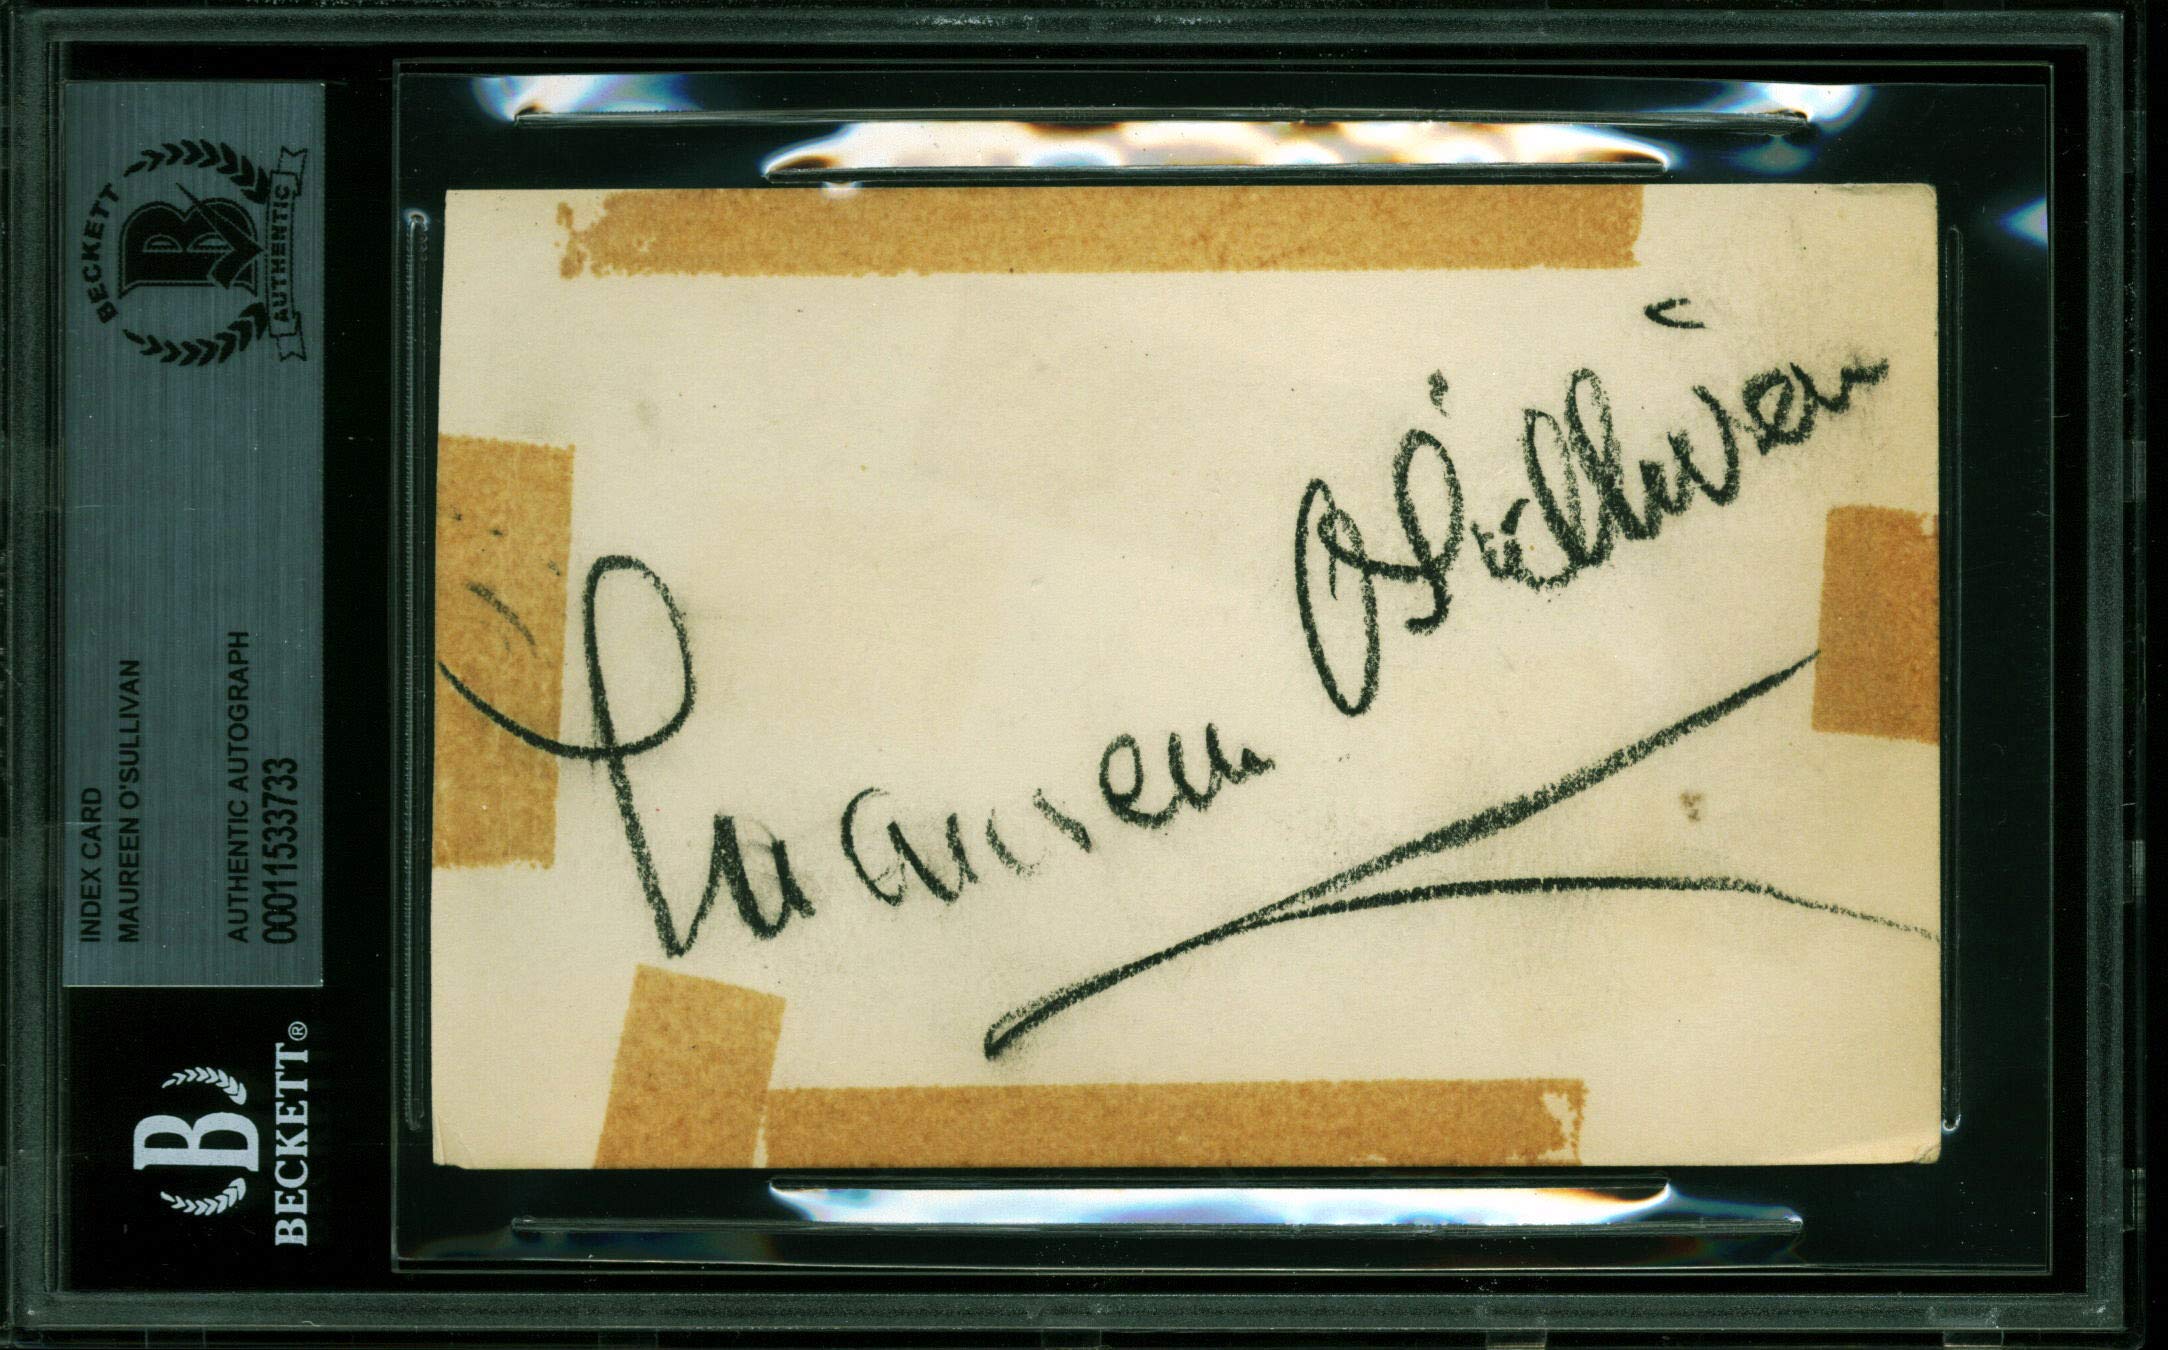 BECKETT
B
AUTHENTIC
INDEX CARD
MAUREEN O'SULLIVAN
AUTHENTIC AUTOGRAPH
00011533733
B
BECKETT®
Maureen O'Sullivan